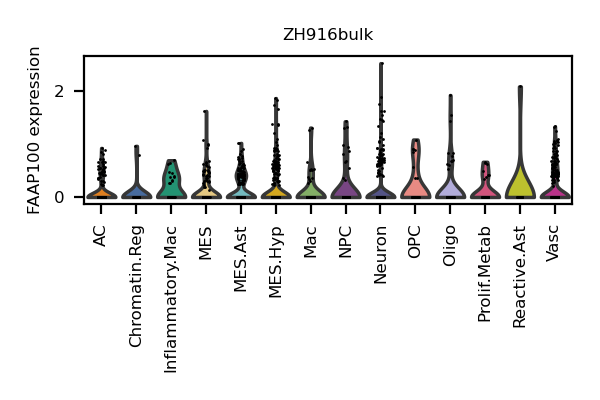 ZH916bulk
FAAP100 expression
2
0
AC
Chromatin.Reg
Inflammatory.Mac
MES
MES.Ast
MES.Hyp
Mac
NPC
Neuron
OPC
Oligo
Prolif.Metab
Reactive.Ast
Vasc